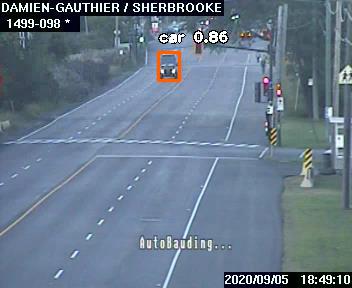 DAMIEN-GAUTHIER / SHERBROOKE
1499-098 *
car 0.86
AutoBauding...
2020/09/05 18:49:10